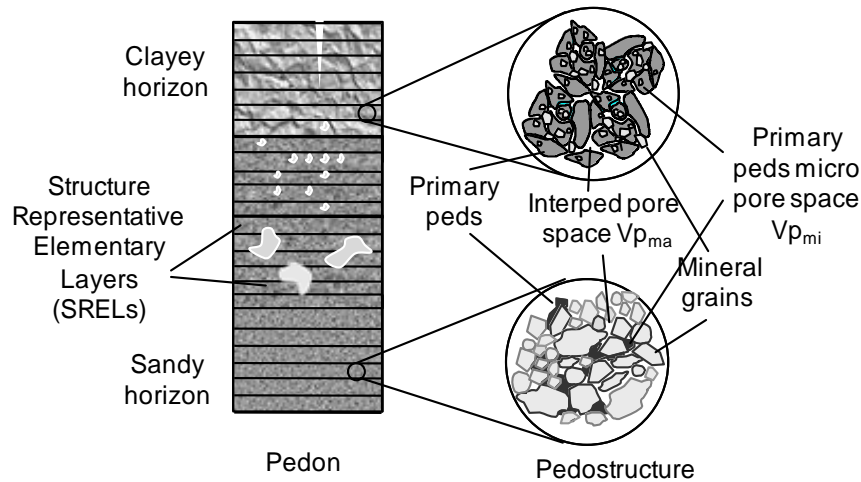 Clayey
horizon
Structure
Representative
Elementary
Layers
(SRELs)
Sandy
horizon
Pedon
Primary
peds
Interped pore
space Vpma
Primary
peds micro
pore space
Vpmi
Mineral
grains
Pedostructure